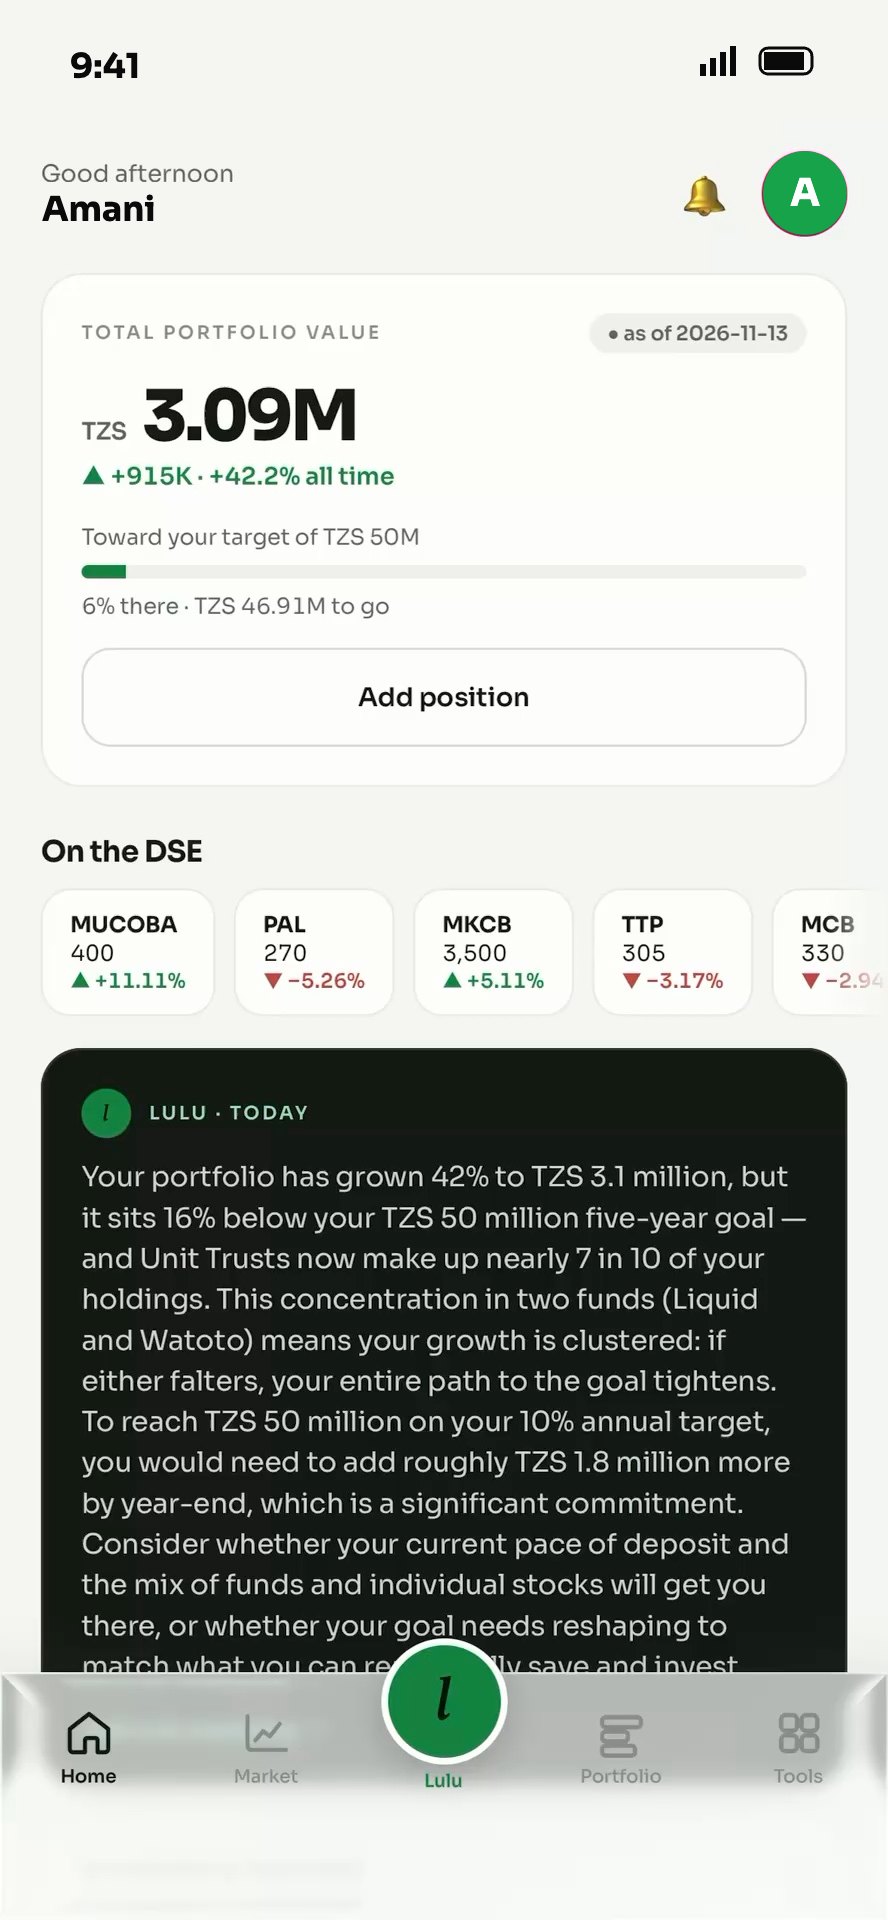 9:41
Good afternoon
Amani
A
TOTAL PORTFOLIO VALUE
• as of 2026-11-13
TZS 3.09M
▲ +915K · +42.2% all time
Toward your target of TZS 50M
6% there · TZS 46.91M to go
Add position
On the DSE
MUCOBA
400
▲ +11.11%
PAL
270
▼ −5.26%
MKCB
3,500
▲ +5.11%
TTP
305
▼ −3.17%
MCB
330
▼ −2.94
l
LULU · TODAY
Your portfolio has grown 42% to TZS 3.1 million, but
it sits 16% below your TZS 50 million five-year goal —
and Unit Trusts now make up nearly 7 in 10 of your
holdings. This concentration in two funds (Liquid
and Watoto) means your growth is clustered: if
either falters, your entire path to the goal tightens.
To reach TZS 50 million on your 10% annual target,
you would need to add roughly TZS 1.8 million more
by year-end, which is a significant commitment.
Consider whether your current pace of deposit and
the mix of funds and individual stocks will get you
there, or whether your goal needs reshaping to
match what you can save and invest
l
Home
Market
Lulu
Portfolio
Tools